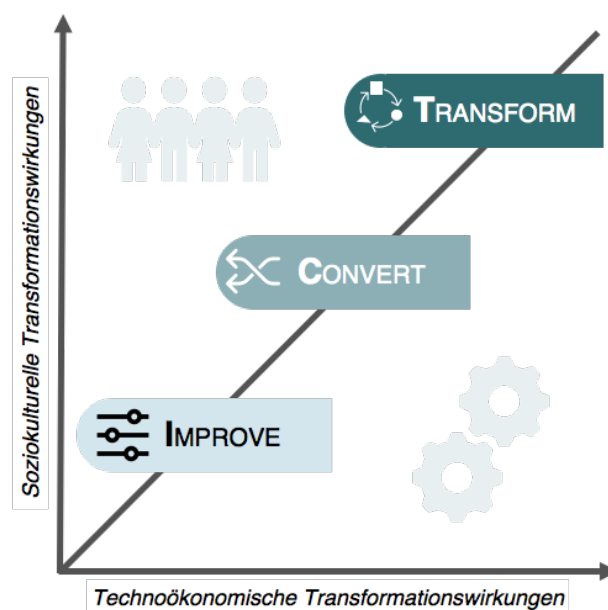 Soziokulturelle Transformationswirkungen
TRANSFORM
CONVERT
IMPROVE
Technoökonomische Transformationswirkungen